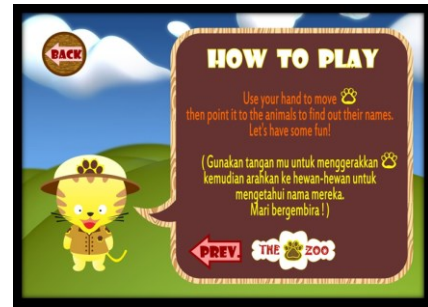 BACK
HOW TO PLAY
Use your hand to move
then point it to the animals to find out their names.
Let's have some fun!
( Gunakan tangan mu untuk menggerakkan
kemudian arahkan ke hewan-hewan untuk
mengetahui nama mereka.
Mari bergembira ! )
PREV.
THE ZOO